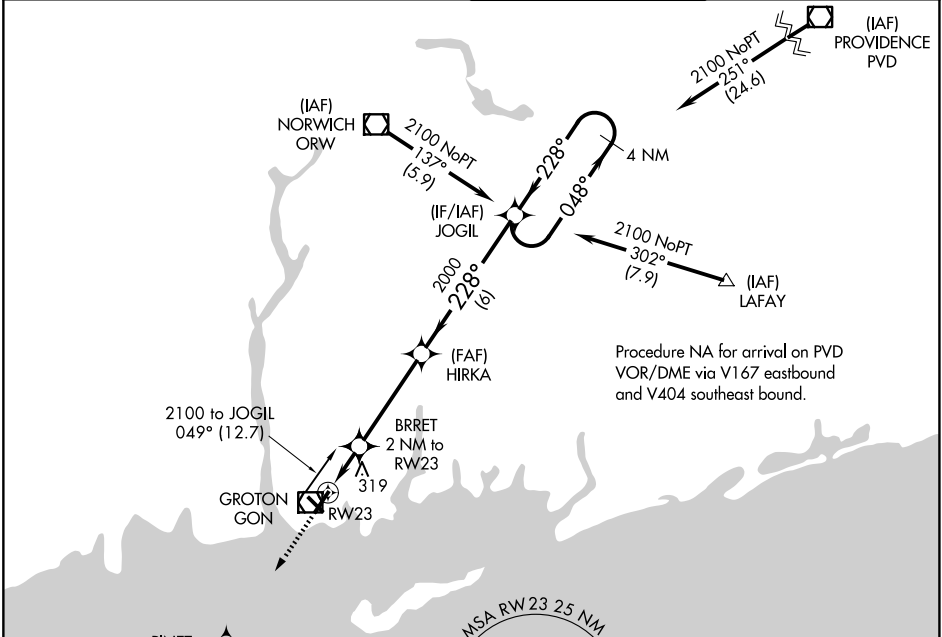 (IAF)
PROVIDENCE
PVD
2100 NoPT
251°
(24.6)
(IAF)
NORWICH
ORW
2100 NoPT
137°
(5.9)
228°
048°
4 NM
(IF/IAF)
JOGIL
2100 NoPT
302°
(7.9)
(IAF)
LAFAY
2000
228°
(6)
(FAF)
HIRKA
Procedure NA for arrival on PVD
VOR/DME via V167 eastbound
and V404 southeast bound.
2100 to JOGIL
049° (12.7)
BRRET
2 NM to
RW23
319
GROTON
GON
RW23
MSA RW23 25 NM